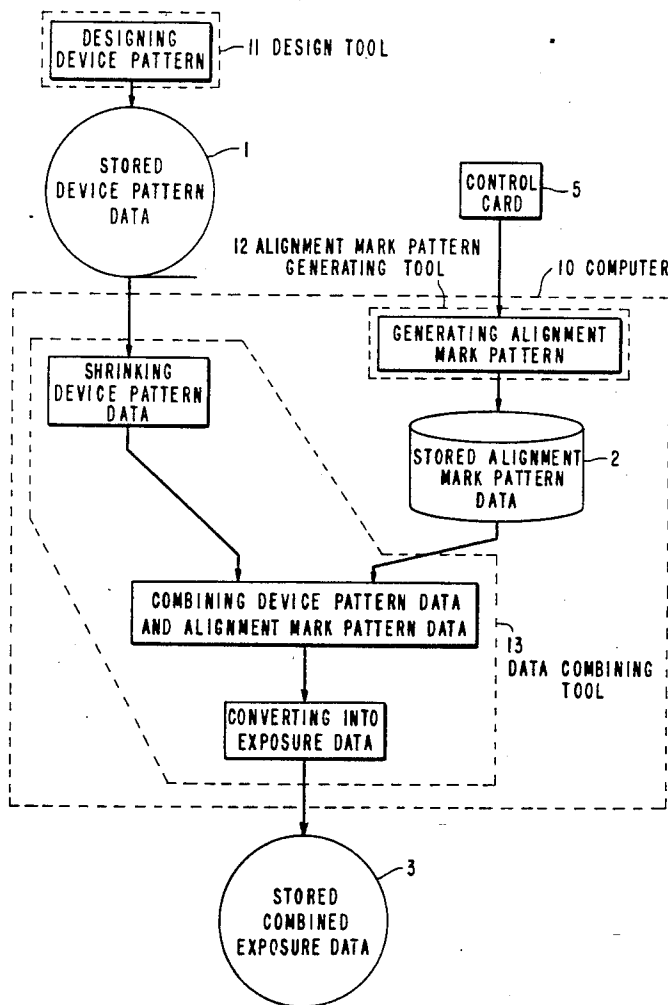 DESIGNING
DEVICE PATTERN
11 DESIGN TOOL
1
STORED
DEVICE PATTERN
DATA
CONTROL
CARD
5
12 ALIGNMENT MARK PATTERN
GENERATING TOOL
10 COMPUTER
GENERATING ALIGNMENT
MARK PATTERN
SHRINKING
DEVICE PATTERN
DATA
STORED ALIGNMENT
MARK PATTERN
DATA
2
COMBINING DEVICE PATTERN DATA
AND ALIGNMENT MARK PATTERN DATA
13
DATA COMBINING
TOOL
CONVERTING INTO
EXPOSURE DATA
3
STORED
COMBINED
EXPOSURE DATA